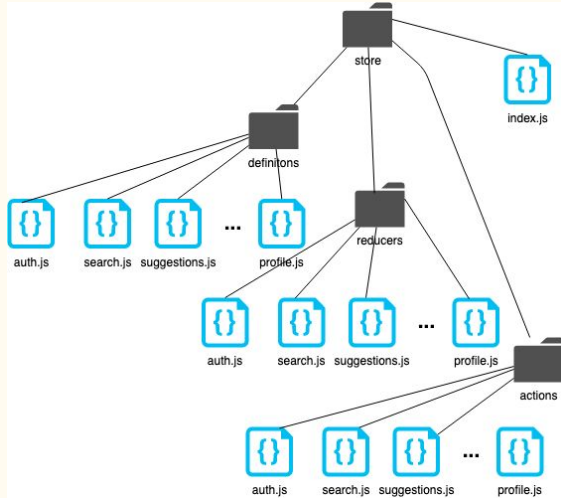 store
index.js
definitons
auth.js
search.js
suggestions.js
...
profile.js
reducers
auth.js
search.js
suggestions.js
...
profile.js
actions
auth.js
search.js
suggestions.js
...
profile.js